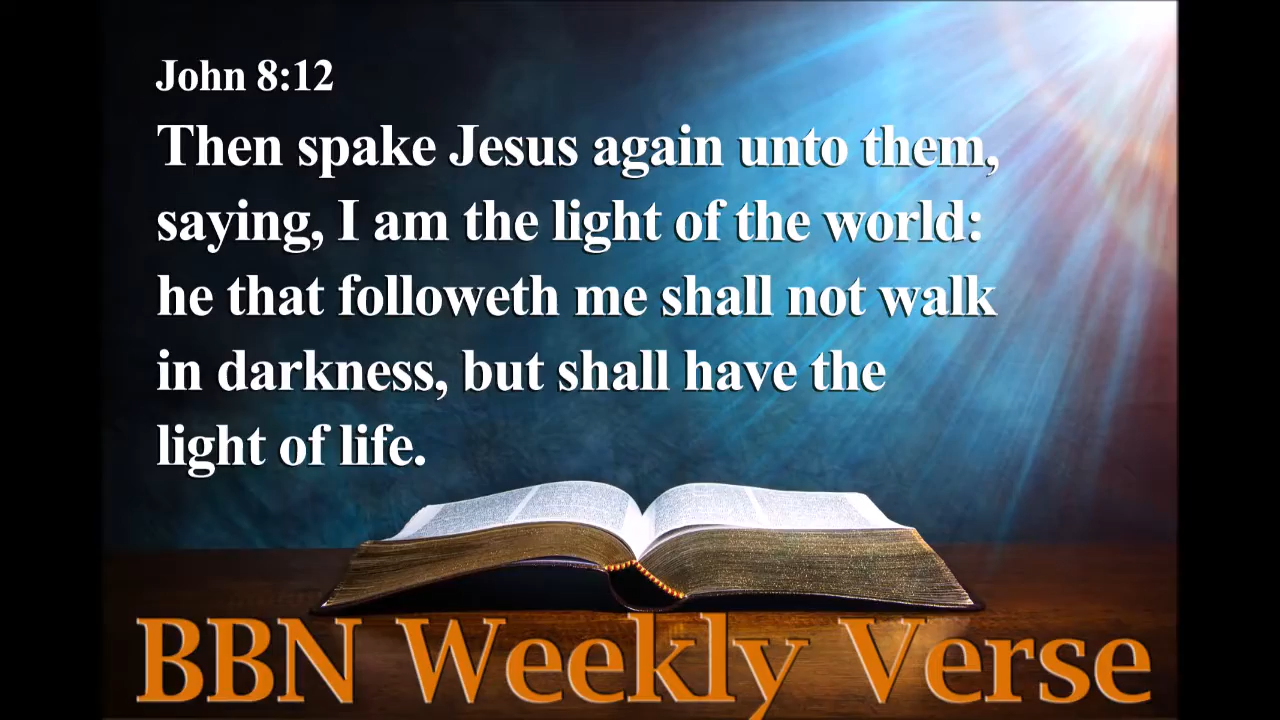 John 8:12
Then spake Jesus again unto them,
saying, I am the light of the world:
he that followeth me shall not walk
in darkness, but shall have the
light of life.
BBN Weekly Verse